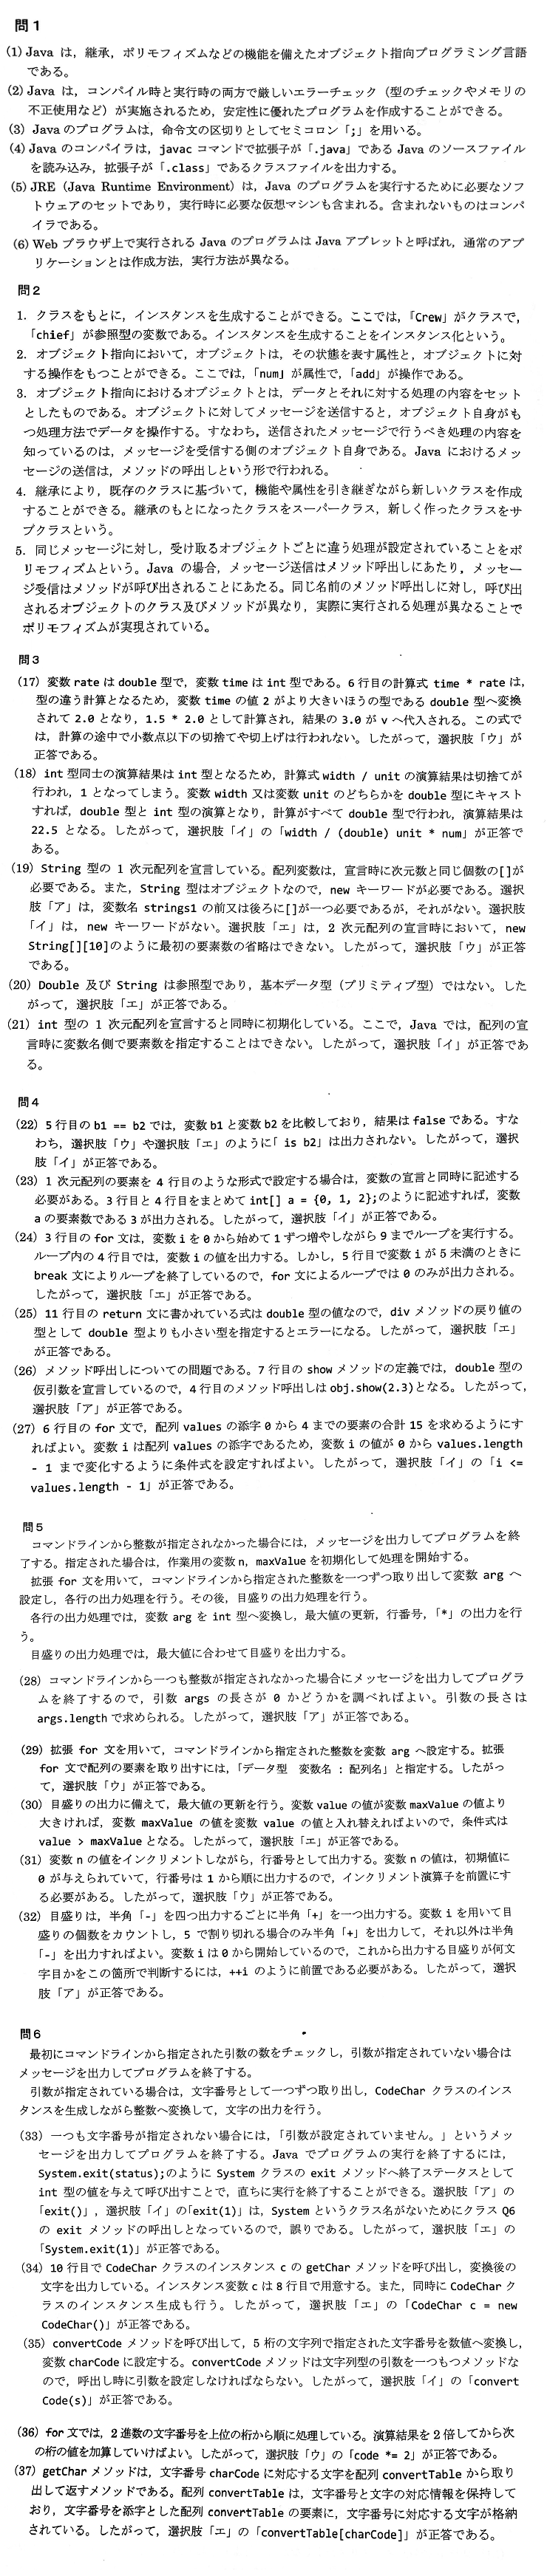 問1
(1) Java は，継承，ポリモフィズムなどの機能を備えたオブジェクト指向プログラミング言語
である。
(2) Java は，コンパイル時と実行時の両方で厳しいエラーチェック（型のチェックやメモリの
不正使用など）が実施されるため，安定性に優れたプログラムを作成することができる。
(3) Java のプログラムは，命令文の区切りとしてセミコロン「;」を用いる。
(4) Java のコンパイラは，javac コマンドで拡張子が「.java」である Java のソースファイル
を読み込み，拡張子が「.class」であるクラスファイルを出力する。
(5) JRE（Java Runtime Environment）は，Java のプログラムを実行するために必要なソフ
トウェアのセットであり，実行時に必要な仮想マシンも含まれる。含まれないものはコンパ
イラである。
(6) Web ブラウザ上で実行される Java のプログラムは Java アプレットと呼ばれ，通常のアプ
リケーションとは作成方法，実行方法が異なる。
問2
1．クラスをもとに，インスタンスを生成することができる。ここでは，「Crew」がクラスで，
「chief」が参照型の変数である。インスタンスを生成することをインスタンス化という。
2．オブジェクト指向において，オブジェクトは，その状態を表す属性と，オブジェクトに対
する操作をもつことができる。ここでは，「num」が属性で，「add」が操作である。
3．オブジェクト指向におけるオブジェクトとは，データとそれに対する処理の内容をセット
としたものである。オブジェクトに対してメッセージを送信すると，オブジェクト自身がも
つ処理方法でデータを操作する。すなわち，送信されたメッセージで行うべき処理の内容を
知っているのは，メッセージを受信する側のオブジェクト自身である。Java におけるメッ
セージの送信は，メソッドの呼出しという形で行われる。
4．継承により，既存のクラスに基づいて，機能や属性を引き継ぎながら新しいクラスを作成
することができる。継承のもとになったクラスをスーパークラス，新しく作ったクラスをサ
ブクラスという。
5．同じメッセージに対し，受け取るオブジェクトごとに違う処理が設定されていることをポ
リモフィズムという。Java の場合，メッセージ送信はメソッド呼出しにあたり，メッセー
ジ受信はメソッドが呼び出されることにあたる。同じ名前のメソッド呼出しに対し，呼び出
されるオブジェクトのクラス及びメソッドが異なり，実際に実行される処理が異なることで
ポリモフィズムが実現されている。
問3
(17) 変数 rate は double 型で，変数 time は int 型である。6 行目の計算式 time * rate は，
型の違う計算となるため，変数 time の値 2 がより大きいほうの型である double 型へ変換
されて 2.0 となり，1.5 * 2.0 として計算され，結果の 3.0 が v へ代入される。この式で
は，計算の途中で小数点以下の切捨てや切上げは行われない。したがって，選択肢「ウ」が
正答である。
(18) int 型同士の演算結果は int 型となるため，計算式 width / unit の演算結果は切捨てが
行われ，1 となってしまう。変数 width 又は変数 unit のどちらかを double 型にキャスト
すれば，double 型と int 型の演算となり，計算がすべて double 型で行われ，演算結果は
22.5 となる。したがって，選択肢「イ」の「width / (double) unit * num」が正答で
ある。
(19) String 型の 1 次元配列を宣言している。配列変数は，宣言時に次元数と同じ個数の[]が
必要である。また，String 型はオブジェクトなので，new キーワードが必要である。選択
肢「ア」は，変数名 strings1 の前又は後ろに[]が一つ必要であるが，それがない。選択肢
「イ」は，new キーワードがない。選択肢「エ」は，2 次元配列の宣言時において，new
String[][10]のように最初の要素数の省略はできない。したがって，選択肢「ウ」が正答
である。
(20) Double 及び String は参照型であり，基本データ型（プリミティブ型）ではない。した
がって，選択肢「エ」が正答である。
(21) int 型の 1 次元配列を宣言すると同時に初期化している。ここで，Java では，配列の宣
言時に変数名側で要素数を指定することはできない。したがって，選択肢「イ」が正答であ
る。
問4
(22) 5 行目の b1 == b2 では，変数 b1 と変数 b2 を比較しており，結果は false である。すな
わち，選択肢「ウ」や選択肢「エ」のように「 is b2」は出力されない。したがって，選択
肢「イ」が正答である。
(23) 1 次元配列の要素を 4 行目のような形式で設定する場合は，変数の宣言と同時に記述する
必要がある。3 行目と 4 行目をまとめて int[] a = {0, 1, 2};のように記述すれば，変数
a の要素数である 3 が出力される。したがって，選択肢「イ」が正答である。
(24) 3 行目の for 文は，変数 i を 0 から始めて 1 ずつ増やしながら 9 までループを実行する。
ループ内の 4 行目では，変数 i の値を出力する。しかし，5 行目で変数 i が 5 未満のときに
break 文によりループを終了しているので，for 文によるループでは 0 のみが出力される。
したがって，選択肢「エ」が正答である。
(25) 11 行目の return 文に書かれている式は double 型の値なので，div メソッドの戻り値の
型として double 型よりも小さい型を指定するとエラーになる。したがって，選択肢「エ」
が正答である。
(26) メソッド呼出しについての問題である。7 行目の show メソッドの定義では，double 型の
仮引数を宣言しているので，4 行目のメソッド呼出しは obj.show(2.3)となる。したがって，
選択肢「ア」が正答である。
(27) 6 行目の for 文で，配列 values の添字 0 から 4 までの要素の合計 15 を求めるようにす
ればよい。変数 i は配列 values の添字であるため，変数 i の値が 0 から values.length
- 1 まで変化するように条件式を設定すればよい。したがって，選択肢「イ」の「i <=
values.length - 1」が正答である。
問5
コマンドラインから整数が指定されなかった場合には，メッセージを出力してプログラムを終
了する。指定された場合は，作業用の変数 n，maxValue を初期化して処理を開始する。
拡張 for 文を用いて，コマンドラインから指定された整数を一つずつ取り出して変数 arg へ
設定し，各行の出力処理を行う。その後，目盛りの出力処理を行う。
各行の出力処理では，変数 arg を int 型へ変換し，最大値の更新，行番号，「*」の出力を行
う。
目盛りの出力処理では，最大値に合わせて目盛りを出力する。
(28) コマンドラインから一つも整数が指定されなかった場合にメッセージを出力してプログラ
ムを終了するので，引数 args の長さが 0 かどうかを調べればよい。引数の長さは
args.length で求められる。したがって，選択肢「ア」が正答である。
(29) 拡張 for 文を用いて，コマンドラインから指定された整数を変数 arg へ設定する。拡張
for 文で配列の要素を取り出すには，「データ型　変数名 : 配列名」と指定する。したがっ
て，選択肢「ウ」が正答である。
(30) 目盛りの出力に備えて，最大値の更新を行う。変数 value の値が変数 maxValue の値より
大きければ，変数 maxValue の値を変数 value の値と入れ替えればよいので，条件式は
value > maxValue となる。したがって，選択肢「エ」が正答である。
(31) 変数 n の値をインクリメントしながら，行番号として出力する。変数 n の値は，初期値に
0 が与えられていて，行番号は 1 から順に出力するので，インクリメント演算子を前置にす
る必要がある。したがって，選択肢「ウ」が正答である。
(32) 目盛りは，半角「-」を四つ出力するごとに半角「+」を一つ出力する。変数 i を用いて目
盛りの個数をカウントし，5 で割り切れる場合のみ半角「+」を出力して，それ以外は半角
「-」を出力すればよい。変数 i は 0 から開始しているので，これから出力する目盛りが何文
字目かをこの箇所で判断するには，++i のように前置である必要がある。したがって，選択
肢「ア」が正答である。
問6
最初にコマンドラインから指定された引数の数をチェックし，引数が指定されていない場合は
メッセージを出力してプログラムを終了する。
引数が指定されている場合は，文字番号として一つずつ取り出し，CodeChar クラスのインス
タンスを生成しながら整数へ変換して，文字の出力を行う。
(33) 一つも文字番号が指定されない場合には，「引数が設定されていません。」というメッ
セージを出力してプログラムを終了する。Java でプログラムの実行を終了するには，
System.exit(status);のように System クラスの exit メソッドへ終了ステータスとして
int 型の値を与えて呼び出すことで，直ちに実行を終了することができる。選択肢「ア」の
「exit()」，選択肢「イ」の「exit(1)」は，System というクラス名がないためにクラス Q6
の exit メソッドの呼出しとなっているので，誤りである。したがって，選択肢「エ」の
「System.exit(1)」が正答である。
(34) 10 行目で CodeChar クラスのインスタンス c の getChar メソッドを呼び出し，変換後の
文字を出力している。インスタンス変数 c は 8 行目で用意する。また，同時に CodeChar ク
ラスのインスタンス生成も行う。したがって，選択肢「エ」の「CodeChar c = new
CodeChar()」が正答である。
(35) convertCode メソッドを呼び出して，5 桁の文字列で指定された文字番号を数値へ変換し，
変数 charCode に設定する。convertCode メソッドは文字列型の引数を一つもつメソッドな
ので，呼出し時に引数を設定しなければならない。したがって，選択肢「イ」の「convert
Code(s)」が正答である。
(36) for 文では，2 進数の文字番号を上位の桁から順に処理している。演算結果を 2 倍してから次
の桁の値を加算していけばよい。したがって，選択肢「ウ」の「code *= 2」が正答である。
(37) getChar メソッドは，文字番号 charCode に対応する文字を配列 convertTable から取り
出して返すメソッドである。配列 convertTable は，文字番号と文字の対応情報を保持して
おり，文字番号を添字とした配列 convertTable の要素に，文字番号に対応する文字が格納
されている。したがって，選択肢「エ」の「convertTable[charCode]」が正答である。